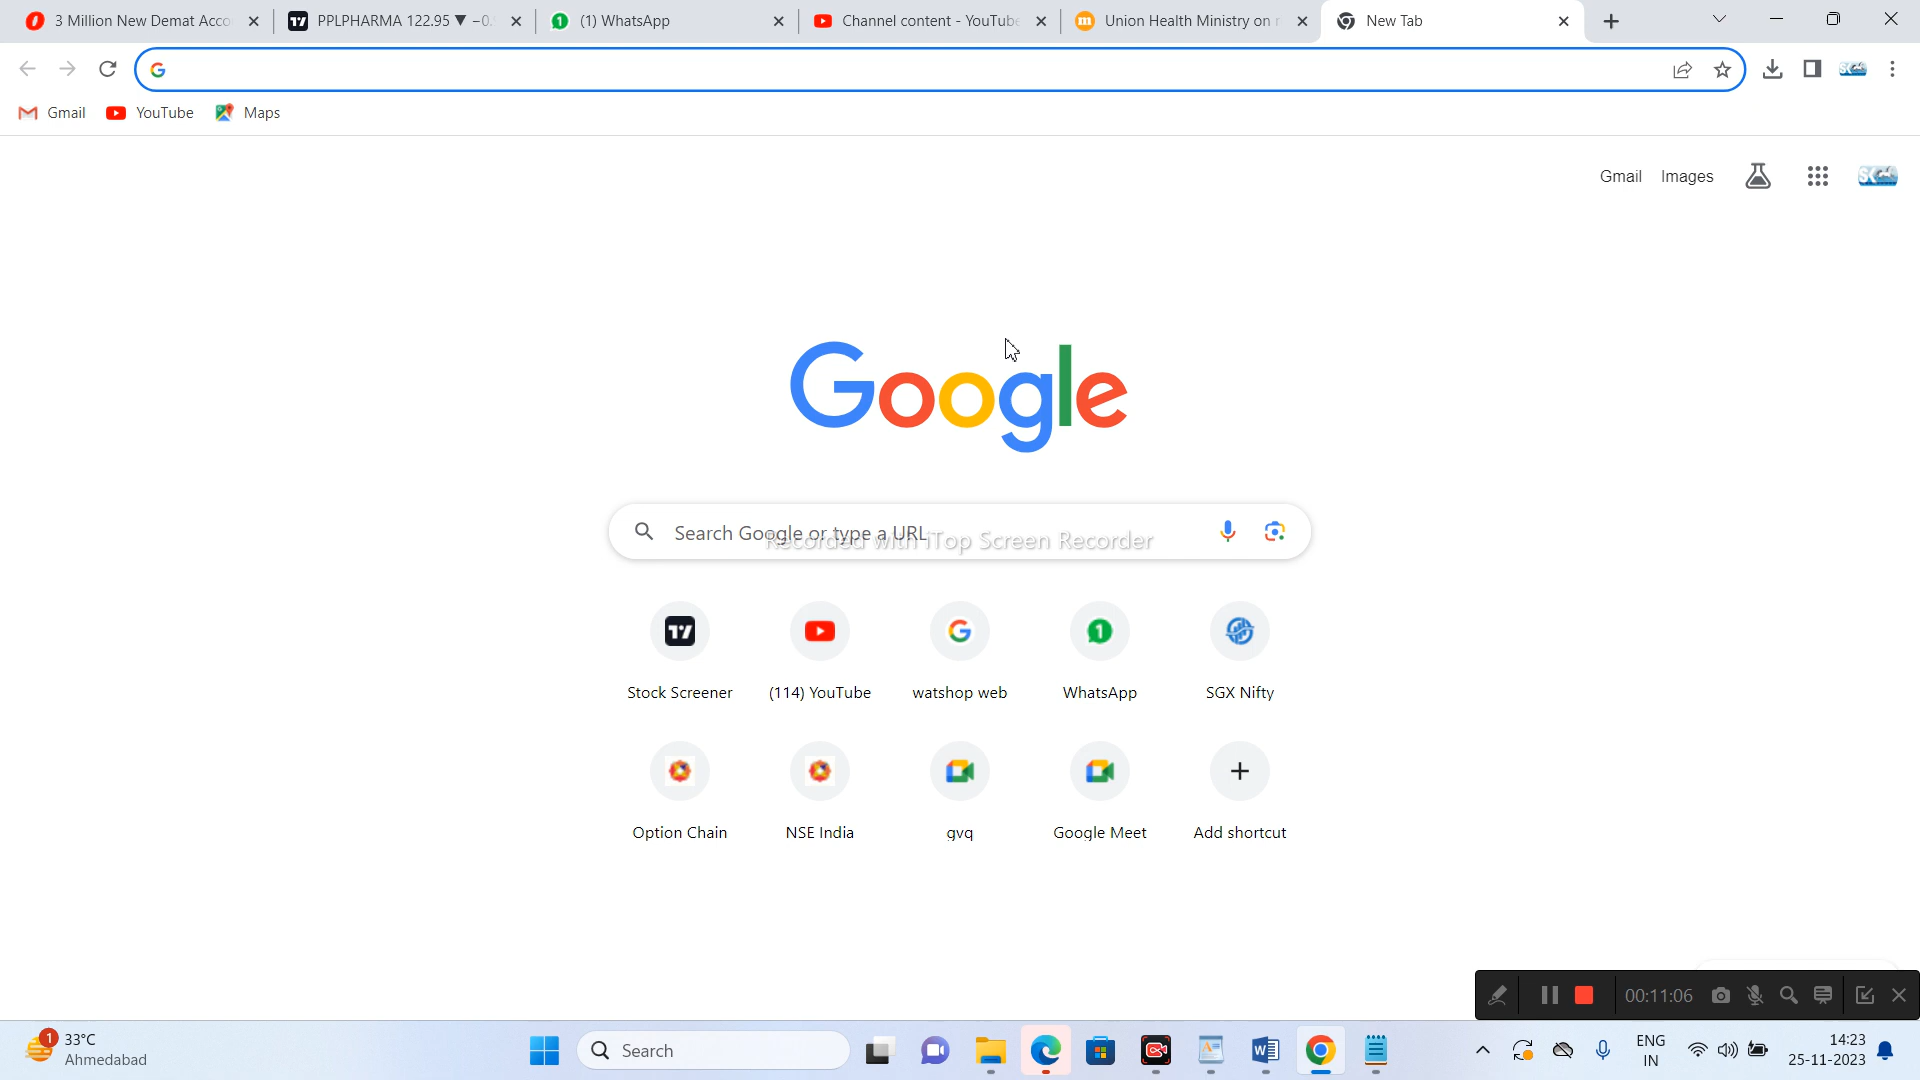 3 Million New Demat Acco
PPLPHARMA 122.95 ▼ −0.
(1) WhatsApp
Channel content - YouTube
Union Health Ministry on r
New Tab
Gmail
YouTube
Maps
Gmail Images
Google
Search Google or type a URL
Recorded with iTop Screen Recorder
Stock Screener
(114) YouTube
watshop web
WhatsApp
SGX Nifty
Option Chain
NSE India
gvq
Google Meet
Add shortcut
00:11:06
1
33°C
Ahmedabad
Search
ENG
IN
14:23
25-11-2023